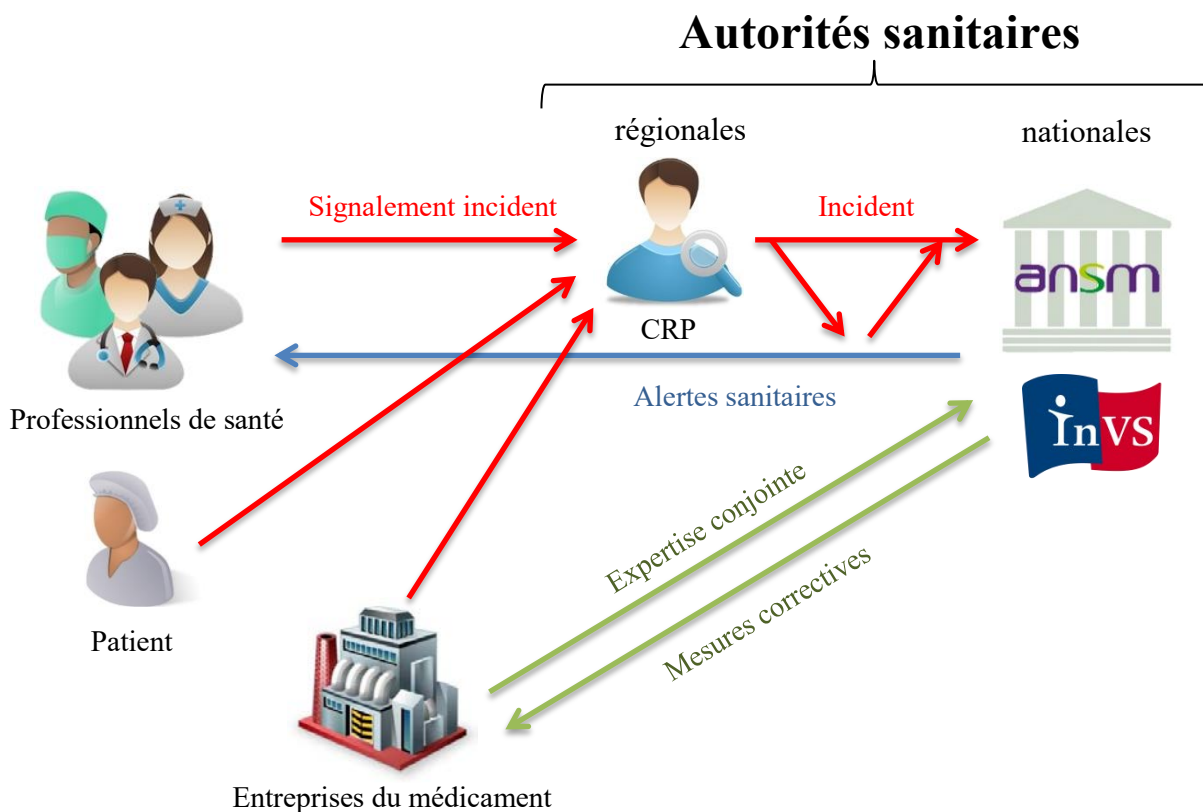 Autorités sanitaires
régionales
nationales
Signalement incident
Incident
ansm
CRP
Alertes sanitaires
InVS
Professionnels de santé
Expertise conjointe
Mesures correctives
Patient
Entreprises du médicament